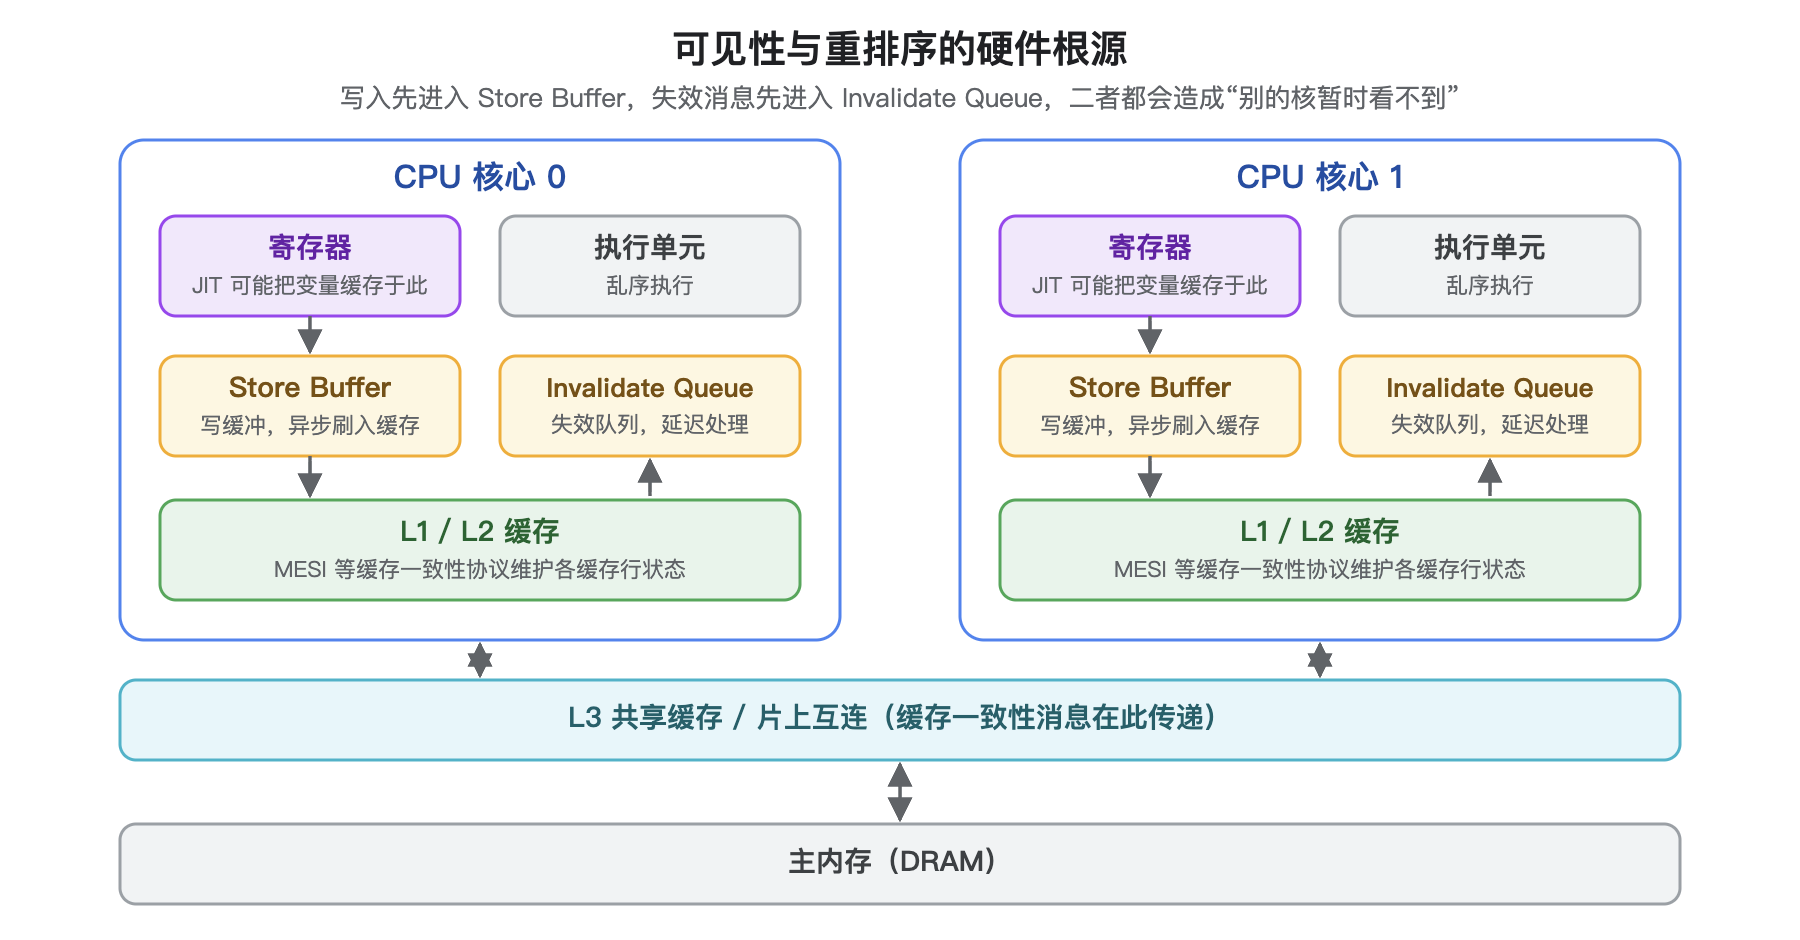 可见性与重排序的硬件根源
写入先进入 Store Buffer，失效消息先进入 Invalidate Queue，二者都会造成“别的核暂时看不到”
CPU 核心 0
寄存器
JIT 可能把变量缓存于此
执行单元
乱序执行
Store Buffer
写缓冲，异步刷入缓存
Invalidate Queue
失效队列，延迟处理
L1 / L2 缓存
MESI 等缓存一致性协议维护各缓存行状态
CPU 核心 1
寄存器
JIT 可能把变量缓存于此
执行单元
乱序执行
Store Buffer
写缓冲，异步刷入缓存
Invalidate Queue
失效队列，延迟处理
L1 / L2 缓存
MESI 等缓存一致性协议维护各缓存行状态
L3 共享缓存 / 片上互连（缓存一致性消息在此传递）
主内存（DRAM）